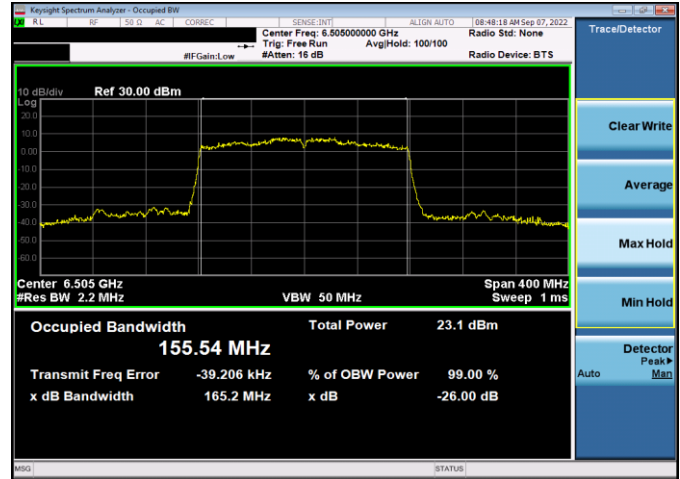 Keysight Spectrum Analyzer - Occupied BW
LXI RL RF 50 Ω AC CORREC SENSE:INT ALIGN AUTO 08:48:18 AM Sep 07, 2022
Center Freq: 6.505000000 GHz Radio Std: None
Trig: Free Run Avg|Hold: 100/100
#IFGain:Low #Atten: 16 dB Radio Device: BTS
10 dB/div Ref 30.00 dBm
Log
20.0
10.0
0.00
-10.0
-20.0
-30.0
-40.0
-50.0
-60.0
Center 6.505 GHz Span 400 MHz
#Res BW 2.2 MHz VBW 50 MHz Sweep 1 ms
Occupied Bandwidth Total Power 23.1 dBm
155.54 MHz
Transmit Freq Error -39.206 kHz % of OBW Power 99.00 %
x dB Bandwidth 165.2 MHz x dB -26.00 dB
MSG STATUS
Trace/Detector
Clear Write
Average
Max Hold
Min Hold
Detector
Peak▶
Auto Man